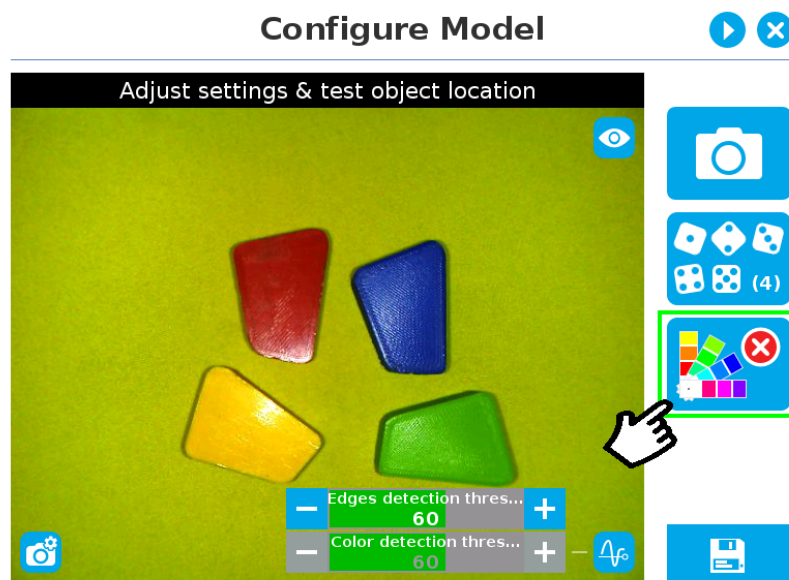 Configure Model
Adjust settings & test object location
(4)
Edges detection thres...
60
Color detection thres...
60